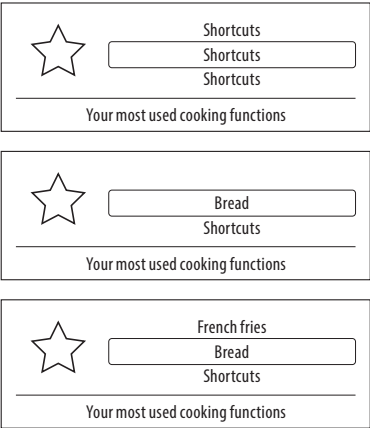 Shortcuts
Shortcuts
Shortcuts
Your most used cooking functions
Bread
Shortcuts
Your most used cooking functions
French fries
Bread
Shortcuts
Your most used cooking functions